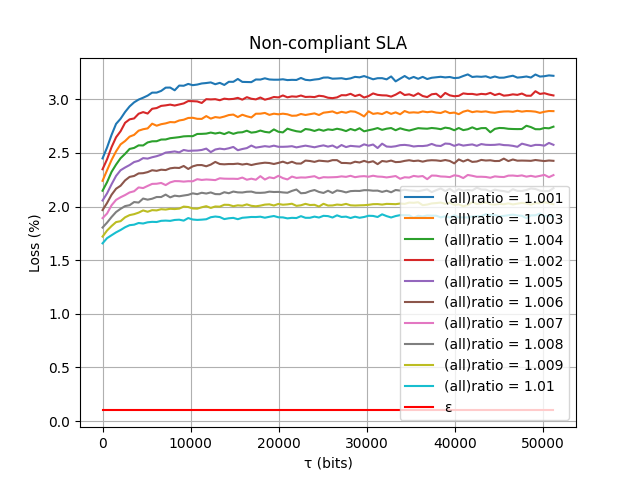 Non-compliant SLA
Loss (%)
3.0
2.5
2.0
1.5
1.0
0.5
0.0
(all)ratio = 1.001
(all)ratio = 1.003
(all)ratio = 1.004
(all)ratio = 1.002
(all)ratio = 1.005
(all)ratio = 1.006
(all)ratio = 1.007
(all)ratio = 1.008
(all)ratio = 1.009
(all)ratio = 1.01
ε
0 10000 20000 30000 40000 50000
τ (bits)